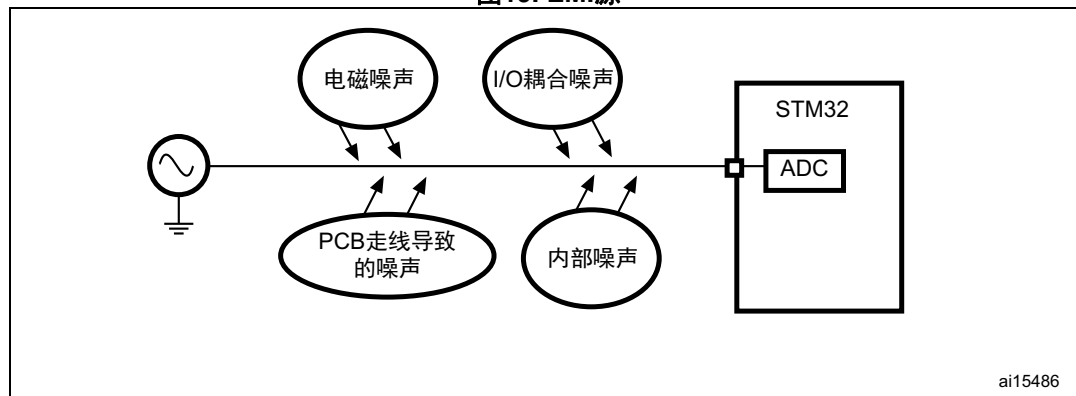 电磁噪声
I/O耦合噪声
STM32
ADC
PCB走线导致
的噪声
内部噪声
ai15486